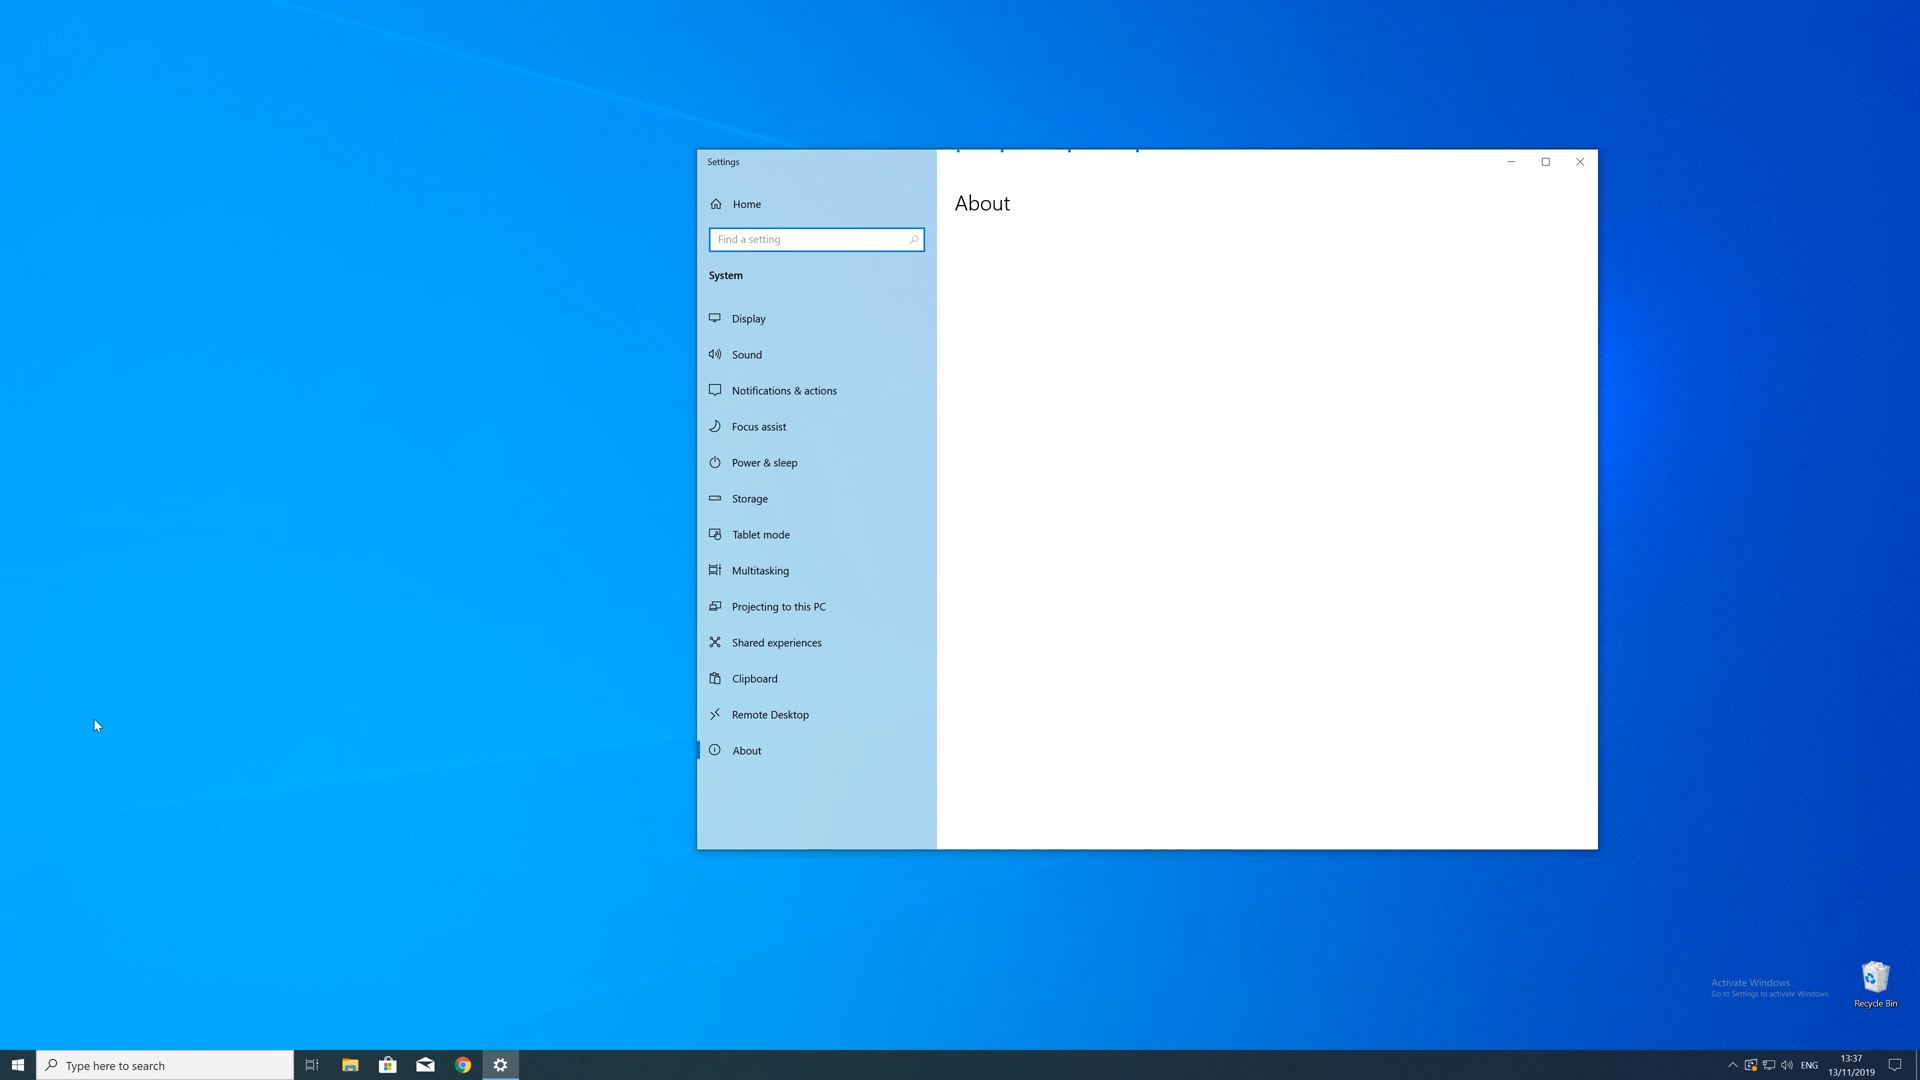 Settings
Home
Find a setting
System
Display
Sound
Notifications & actions
Focus assist
Power & sleep
Storage
Tablet mode
Multitasking
Projecting to this PC
Shared experiences
Clipboard
Remote Desktop
About
About
Activate Windows
Go to Settings to activate Windows.
Recycle Bin
Type here to search
ENG
13:37
13/11/2019